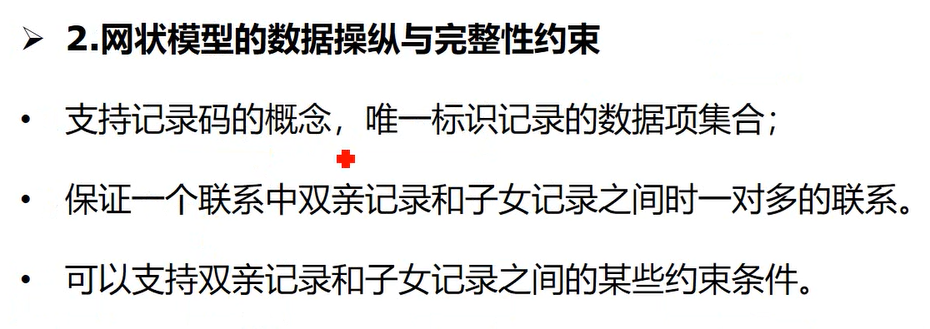 ➢ 2.网状模型的数据操纵与完整性约束
• 支持记录码的概念，唯一标识记录的数据项集合；
• 保证一个联系中双亲记录和子女记录之间时一对多的联系。
• 可以支持双亲记录和子女记录之间的某些约束条件。